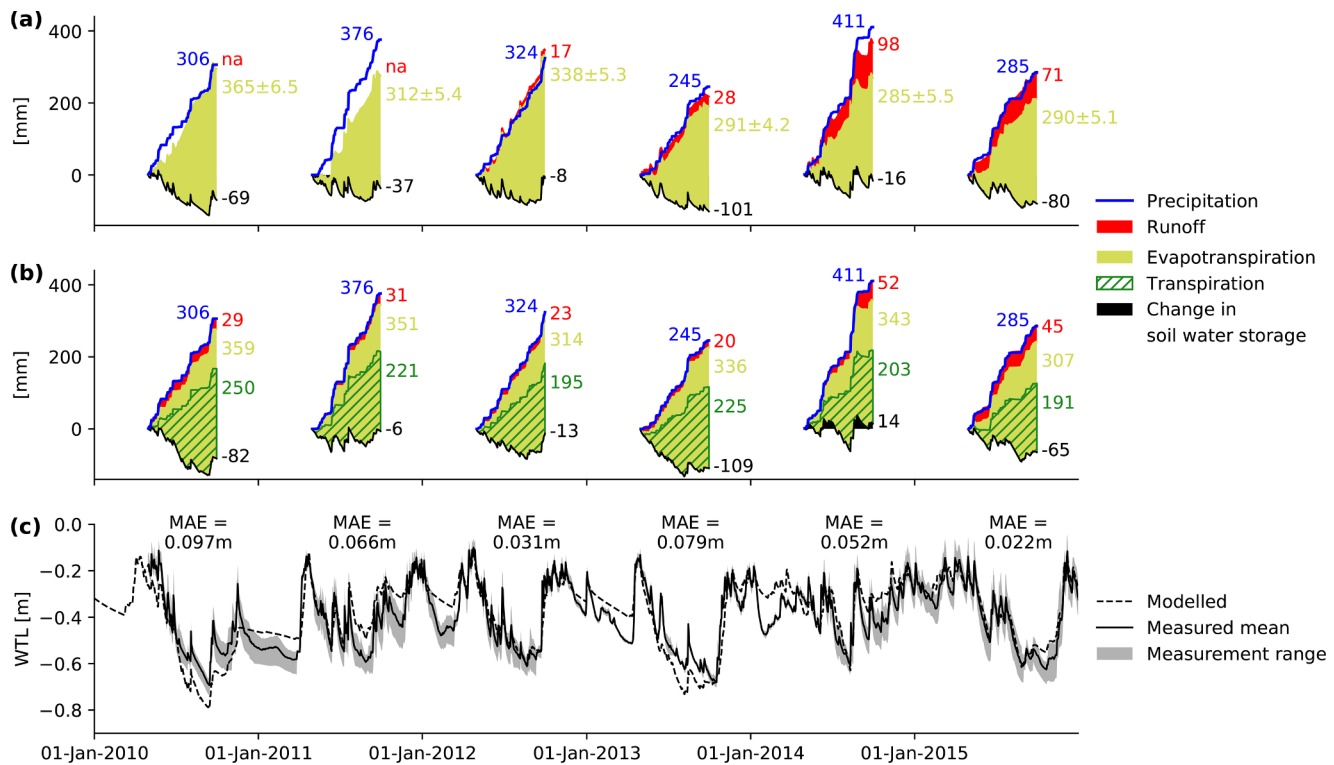 (a)
400
200
0
[mm]
306
na
365±6.5
-69
376
na
312±5.4
-37
324
17
338±5.3
-8
245
28
291±4.2
-101
411
98
285±5.5
-16
285
71
290±5.1
-80
Precipitation
Runoff
Evapotranspiration
Transpiration
Change in
soil water storage
(b)
400
200
0
[mm]
306
29
359
250
-82
376
31
351
221
-6
324
23
314
195
-13
245
20
336
225
-109
411
52
343
203
14
285
45
307
191
-65
(c)
0.0
−0.2
−0.4
−0.6
−0.8
WTL [m]
MAE =
0.097m
MAE =
0.066m
MAE =
0.031m
MAE =
0.079m
MAE =
0.052m
MAE =
0.022m
Modelled
Measured mean
Measurement range
01-Jan-2010
01-Jan-2011
01-Jan-2012
01-Jan-2013
01-Jan-2014
01-Jan-2015